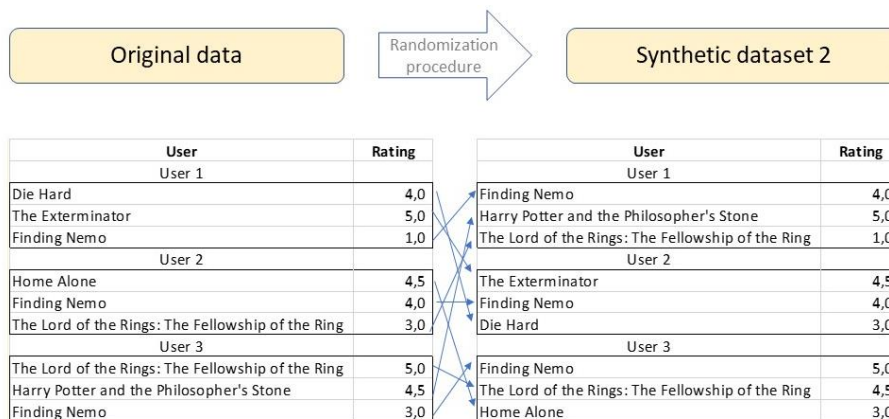 Original data
Randomization
procedure
Synthetic dataset 2
User Rating User Rating
User 1 User 1
Die Hard 4,0 Finding Nemo 4,0
The Exterminator 5,0 Harry Potter and the Philosopher's Stone 5,0
Finding Nemo 1,0 The Lord of the Rings: The Fellowship of the Ring 1,0
User 2 User 2
Home Alone 4,5 The Exterminator 4,5
Finding Nemo 4,0 Finding Nemo 4,0
The Lord of the Rings: The Fellowship of the Ring 3,0 Die Hard 3,0
User 3 User 3
The Lord of the Rings: The Fellowship of the Ring 5,0 Finding Nemo 5,0
Harry Potter and the Philosopher's Stone 4,5 The Lord of the Rings: The Fellowship of the Ring 4,5
Finding Nemo 3,0 Home Alone 3,0